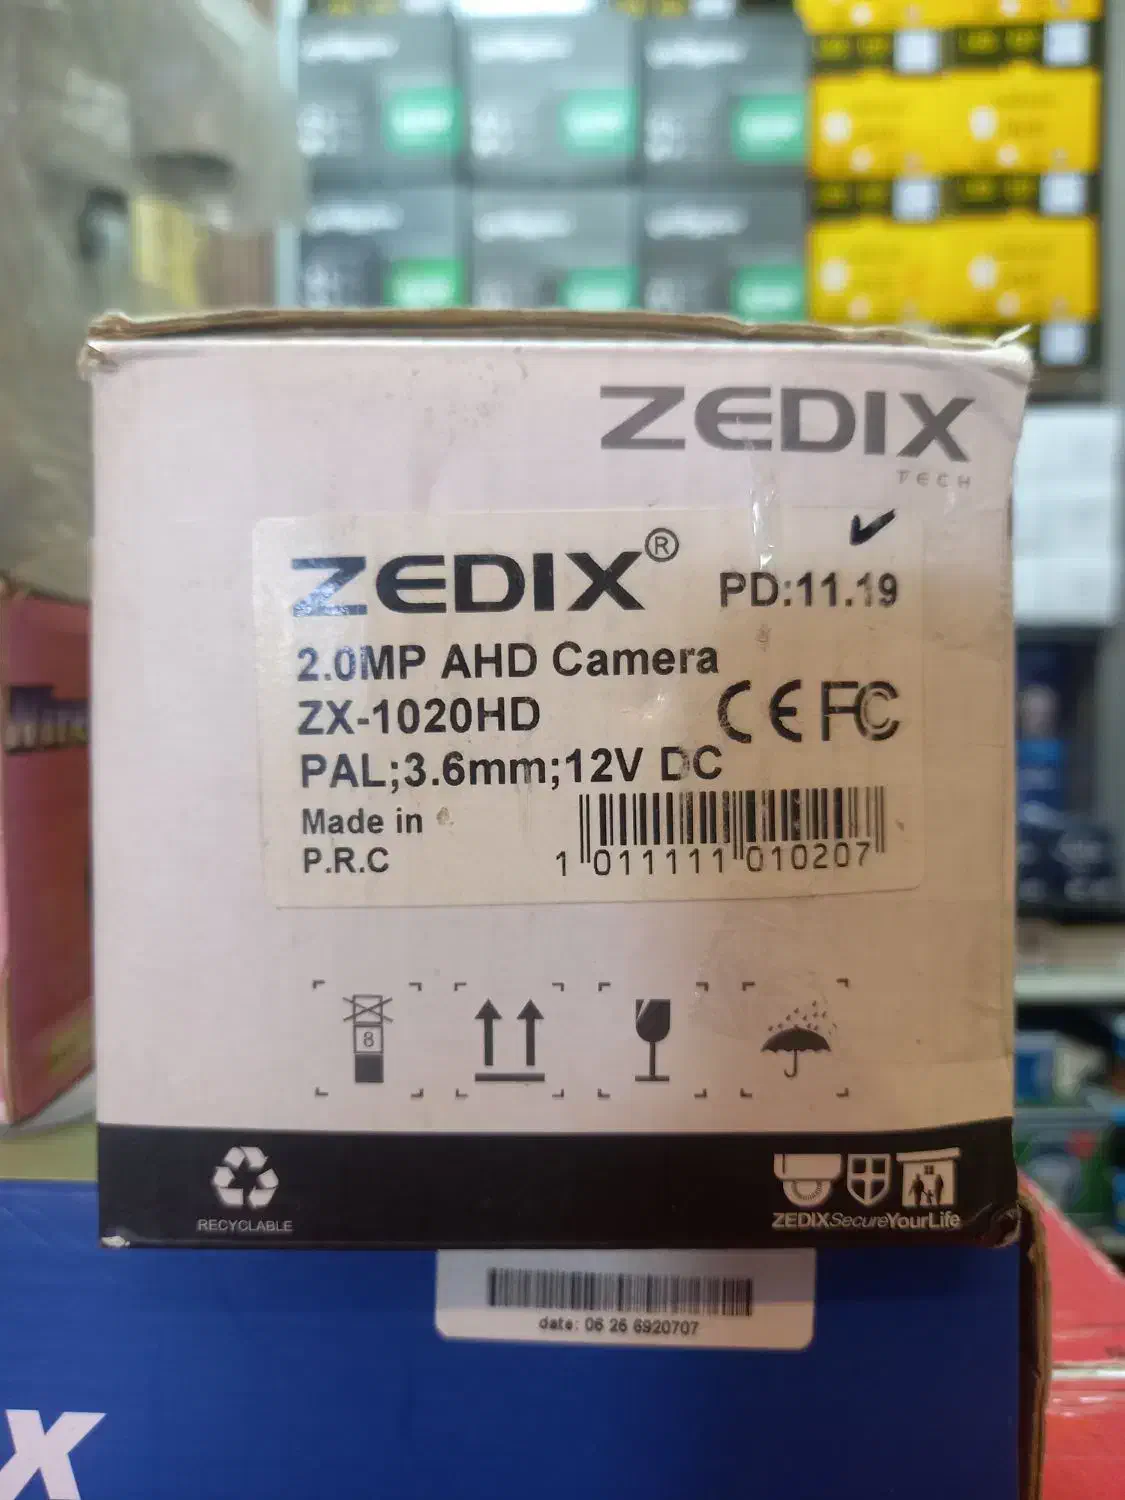 ZEDIX
TECH
ZEDIX®
PD:11.19
2.0MP AHD Camera
ZX-1020HD
CE FC
PAL;3.6mm;12V DC
Made in
P.R.C
1 011111 010207
8
RECYCLABLE
ZEDIXSecureYourLife
date: 06 26 6920707
x